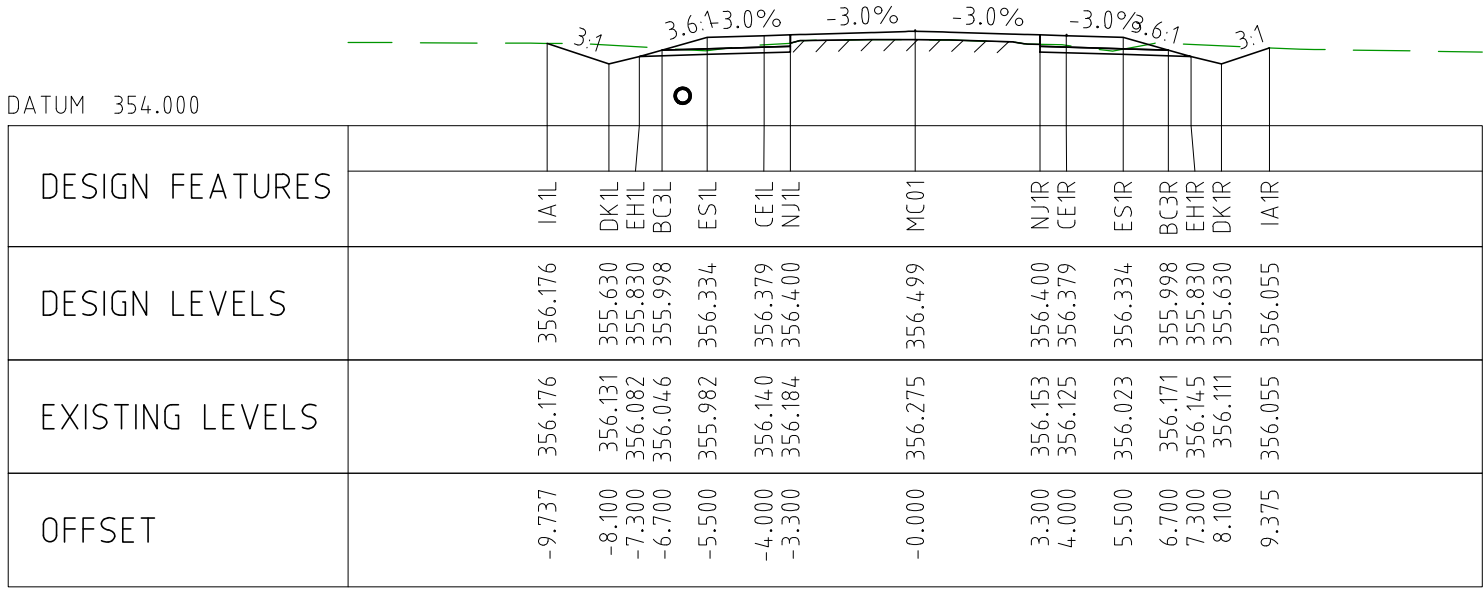 3:1 3.6:1 -3.0% -3.0% -3.0% -3.0% 3.6:1 3:1
DATUM 354.000
DESIGN FEATURES IA1L DK1L EH1L BC3L ES1L CE1L NJ1L MC01 NJ1R CE1R ES1R BC3R EH1R DK1R IA1R
DESIGN LEVELS 356.176 355.630 355.830 355.998 356.334 356.379 356.400 356.499 356.400 356.379 356.334 355.998 355.830 355.630 356.055
EXISTING LEVELS 356.176 356.131 356.082 356.046 355.982 356.140 356.184 356.275 356.153 356.125 356.023 356.171 356.145 356.111 356.055
OFFSET -9.737 -8.100 -7.300 -6.700 -5.500 -4.000 -3.300 -0.000 3.300 4.000 5.500 6.700 7.300 8.100 9.375